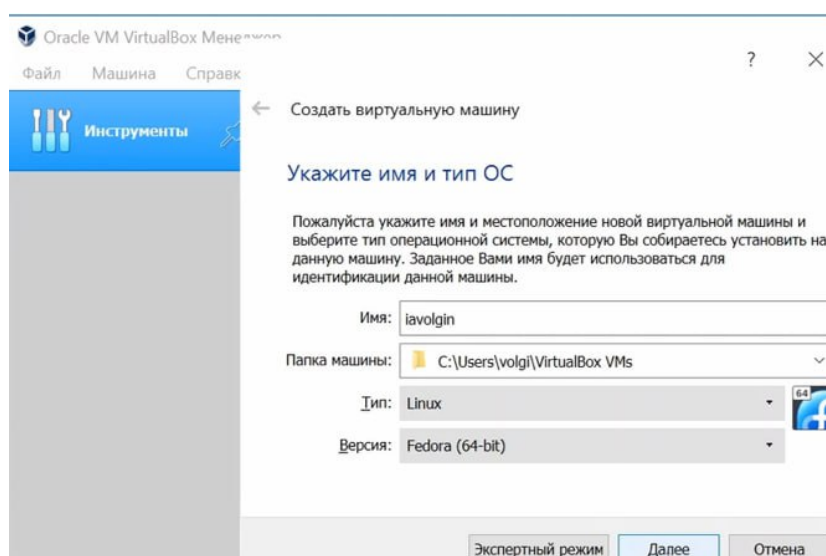 Oracle VM VirtualBox Менеджер
Файл Машина Справк
Инструменты
? ×
← Создать виртуальную машину
Укажите имя и тип ОС
Пожалуйста укажите имя и местоположение новой виртуальной машины и
выберите тип операционной системы, которую Вы собираетесь установить на
данную машину. Заданное Вами имя будет использоваться для
идентификации данной машины.
Имя: iavolgin
Папка машины: C:\Users\volgi\VirtualBox VMs
Тип: Linux
64
Версия: Fedora (64-bit)
Экспертный режим Далее Отмена